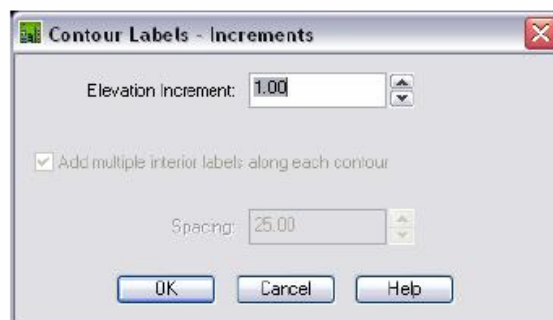 Contour Labels - Increments
Elevation Increment: 1.00
Add multiple interior labels along each contour
Spacing: 25.00
OK Cancel Help